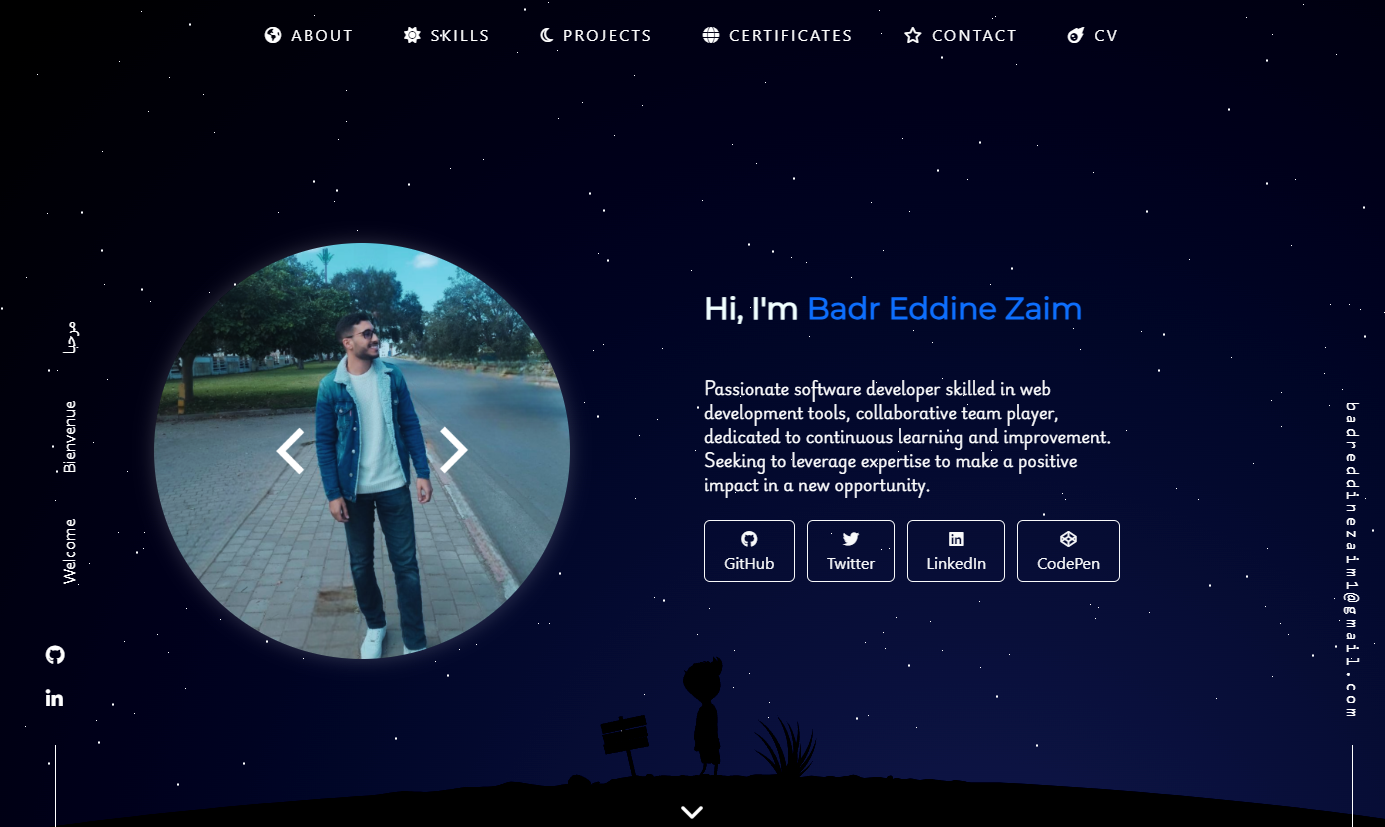 ABOUT
SKILLS
PROJECTS
CERTIFICATES
CONTACT
CV
مرحبا
Bienvenue
Welcome
Hi, I'm Badr Eddine Zaim
Passionate software developer skilled in web
development tools, collaborative team player,
dedicated to continuous learning and improvement.
Seeking to leverage expertise to make a positive
impact in a new opportunity.
GitHub
Twitter
LinkedIn
CodePen
badreddinezaim1@gmail.com